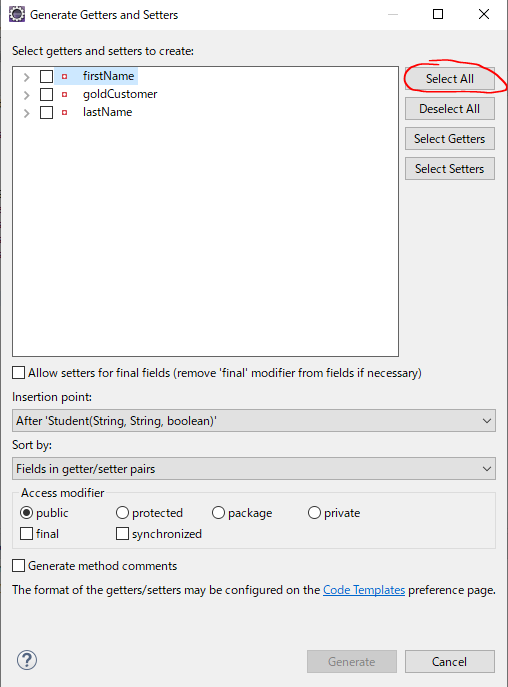 Generate Getters and Setters
Select getters and setters to create:
firstName
goldCustomer
lastName
Select All
Deselect All
Select Getters
Select Setters
Allow setters for final fields (remove 'final' modifier from fields if necessary)
Insertion point:
After 'Student(String, String, boolean)'
Sort by:
Fields in getter/setter pairs
Access modifier
public protected package private
final synchronized
Generate method comments
The format of the getters/setters may be configured on the Code Templates preference page.
?
Generate Cancel